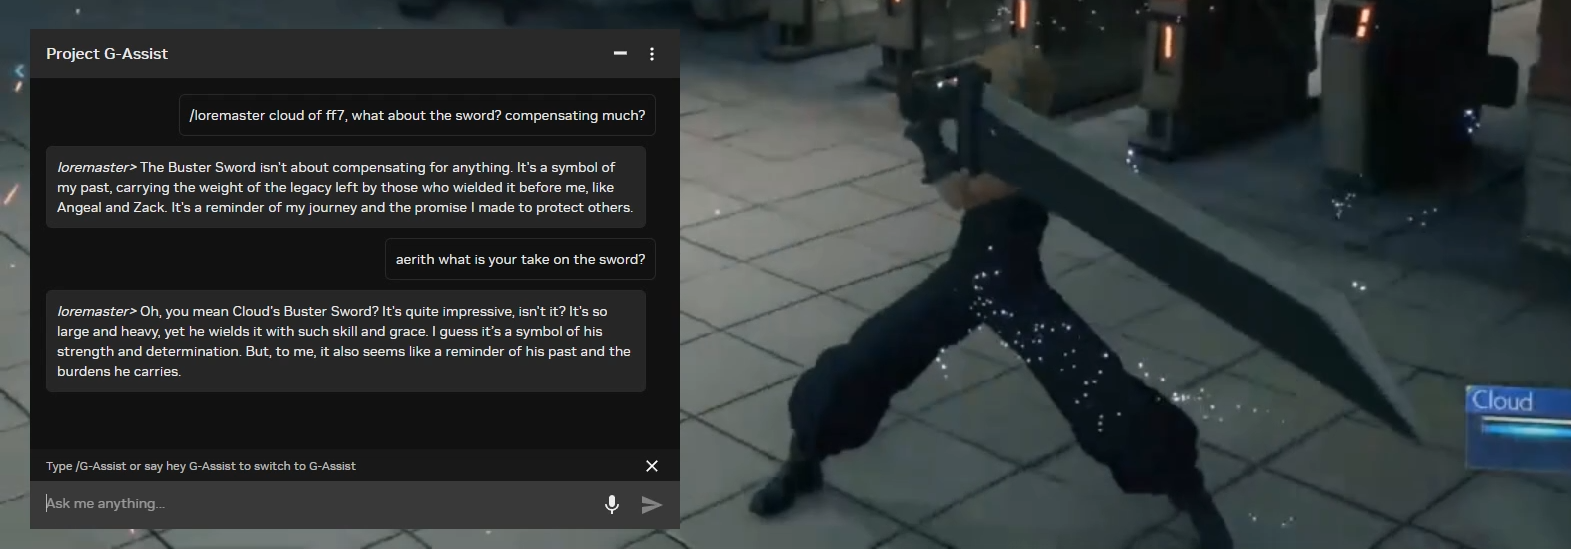 Project G-Assist
/loremaster cloud of ff7, what about the sword? compensating much?
loremaster> The Buster Sword isn't about compensating for anything. It's a symbol of
my past, carrying the weight of the legacy left by those who wielded it before me, like
Angeal and Zack. It's a reminder of my journey and the promise I made to protect others.
aerith what is your take on the sword?
loremaster> Oh, you mean Cloud's Buster Sword? It's quite impressive, isn't it? It's so
large and heavy, yet he wields it with such skill and grace. I guess it's a symbol of his
strength and determination. But, to me, it also seems like a reminder of his past and the
burdens he carries.
Cloud
Type /G-Assist or say hey G-Assist to switch to G-Assist
Ask me anything...